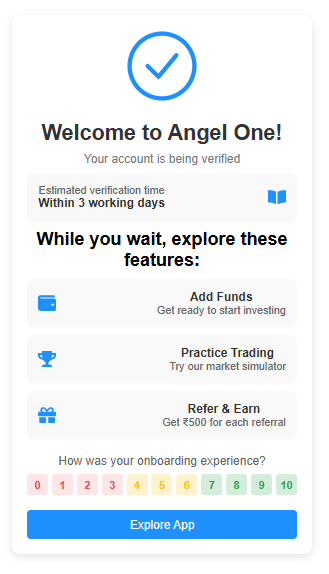 Welcome to Angel One!
Your account is being verified
Estimated verification time
Within 3 working days
While you wait, explore these
features:
Add Funds
Get ready to start investing
Practice Trading
Try our market simulator
Refer & Earn
Get ₹500 for each referral
How was your onboarding experience?
0 1 2 3 4 5 6 7 8 9 10
Explore App